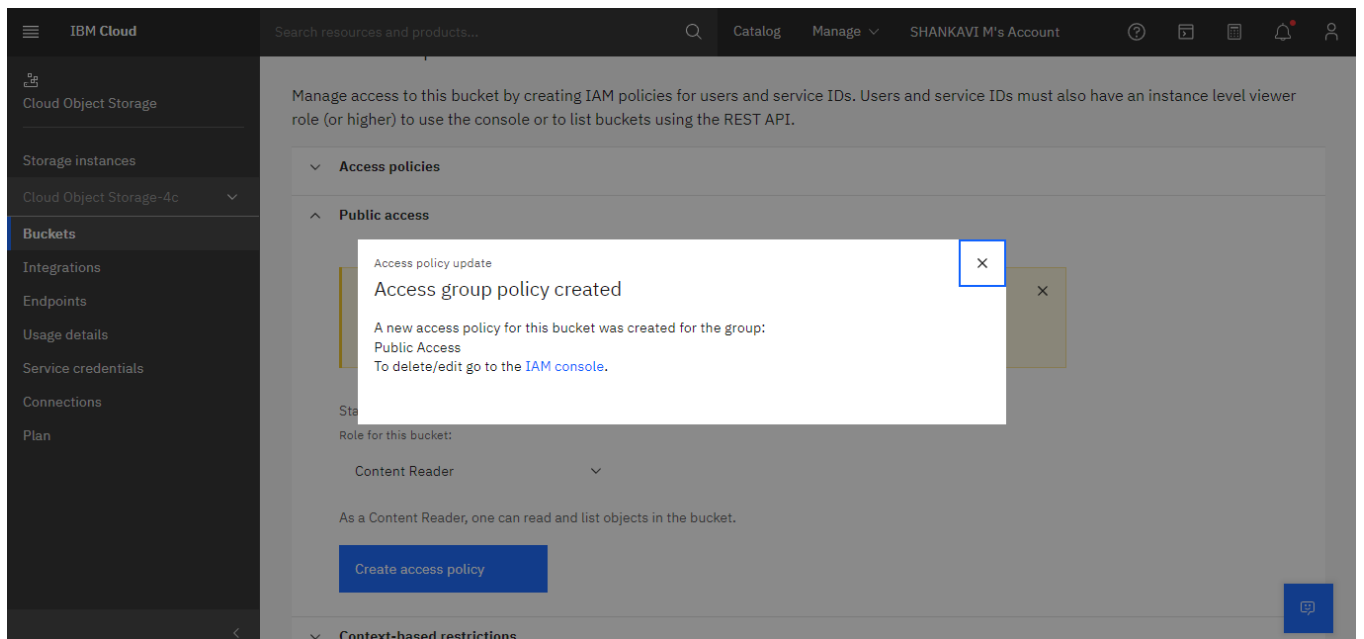 IBM Cloud
Search resources and products...
Catalog
Manage
SHANKAVI M's Account
Cloud Object Storage
Storage instances
Cloud Object Storage-4c
Buckets
Integrations
Endpoints
Usage details
Service credentials
Connections
Plan
Manage access to this bucket by creating IAM policies for users and service IDs. Users and service IDs must also have an instance level viewer
role (or higher) to use the console or to list buckets using the REST API.
Access policies
Public access
Access policy update
Access group policy created
A new access policy for this bucket was created for the group:
Public Access
To delete/edit go to the IAM console.
Role for this bucket:
Content Reader
As a Content Reader, one can read and list objects in the bucket.
Create access policy
Context-based restrictions